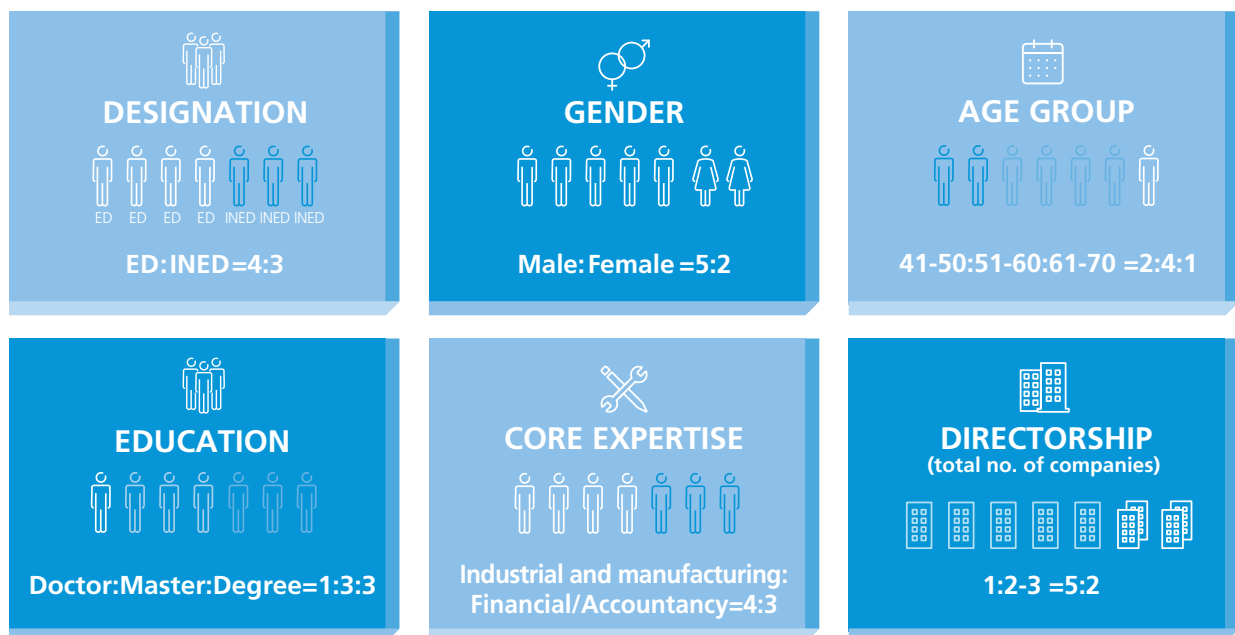 DESIGNATION
ED ED ED ED INED INED INED
ED:INED=4:3
GENDER
Male:Female =5:2
AGE GROUP
41-50:51-60:61-70 =2:4:1
EDUCATION
Doctor:Master:Degree=1:3:3
CORE EXPERTISE
Industrial and manufacturing:
Financial/Accountancy=4:3
DIRECTORSHIP
(total no. of companies)
1:2-3 =5:2